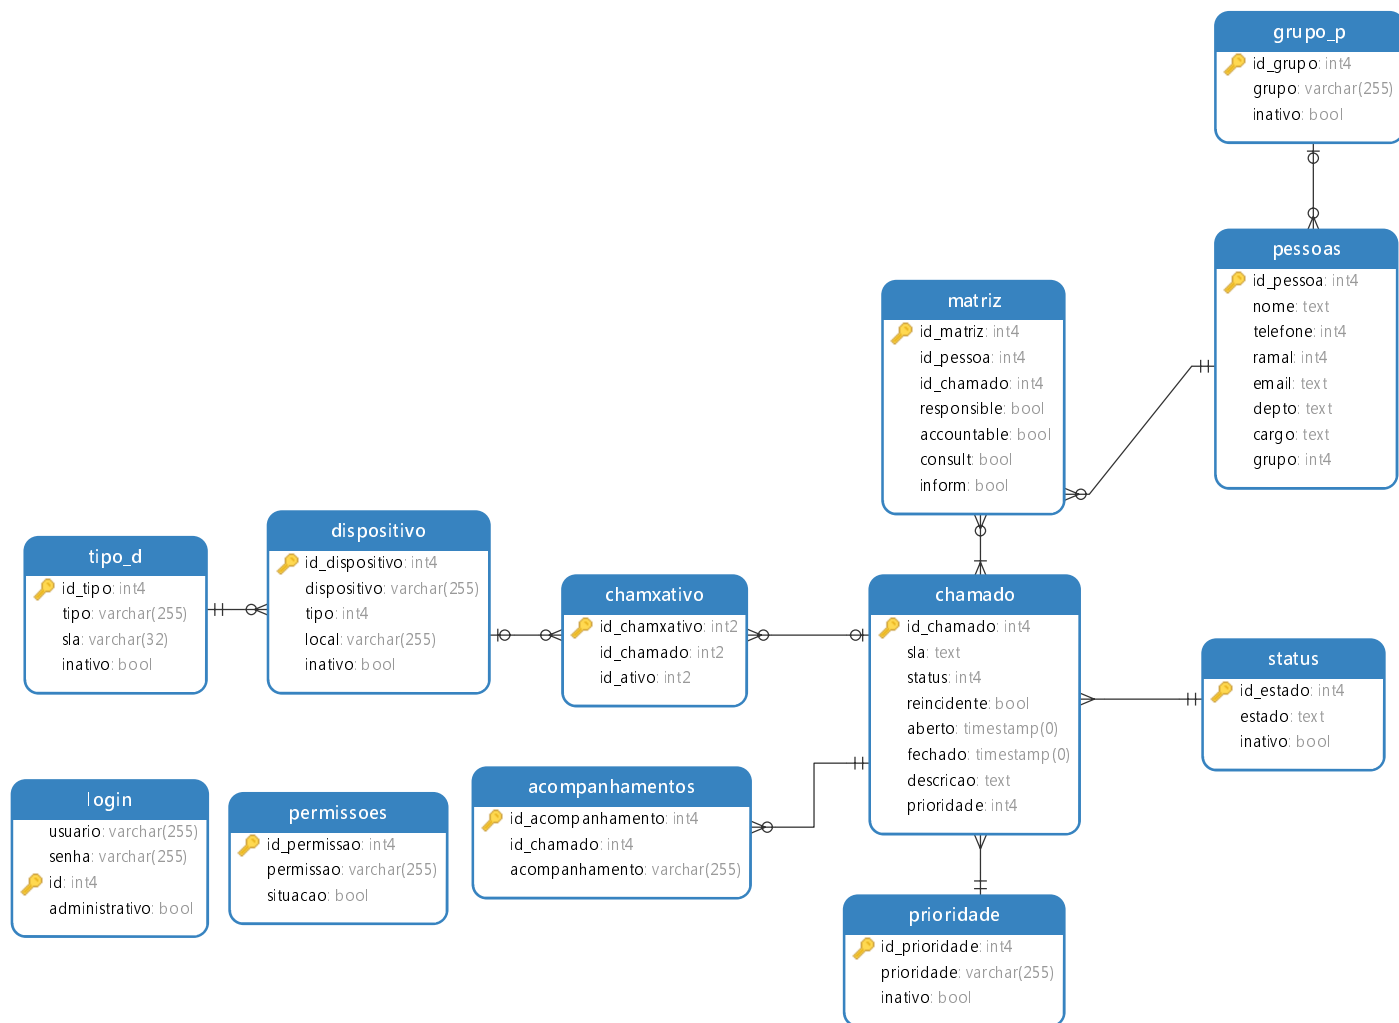 grupo_p
id_grupo: int4
grupo: varchar(255)
inativo: bool
pessoas
id_pessoa: int4
nome: text
telefone: int4
ramal: int4
email: text
depto: text
cargo: text
grupo: int4
matriz
id_matriz: int4
id_pessoa: int4
id_chamado: int4
responsible: bool
accountable: bool
consult: bool
inform: bool
tipo_d
id_tipo: int4
tipo: varchar(255)
sla: varchar(32)
inativo: bool
dispositivo
id_dispositivo: int4
dispositivo: varchar(255)
tipo: int4
local: varchar(255)
inativo: bool
chamxativo
id_chamxativo: int2
id_chamado: int2
id_ativo: int2
chamado
id_chamado: int4
sla: text
status: int4
reincidente: bool
aberto: timestamp(0)
fechado: timestamp(0)
descricao: text
prioridade: int4
status
id_estado: int4
estado: text
inativo: bool
login
usuario: varchar(255)
senha: varchar(255)
id: int4
administrativo: bool
permissoes
id_permissao: int4
permissao: varchar(255)
situacao: bool
acompanhamentos
id_acompanhamento: int4
id_chamado: int4
acompanhamento: varchar(255)
prioridade
id_prioridade: int4
prioridade: varchar(255)
inativo: bool